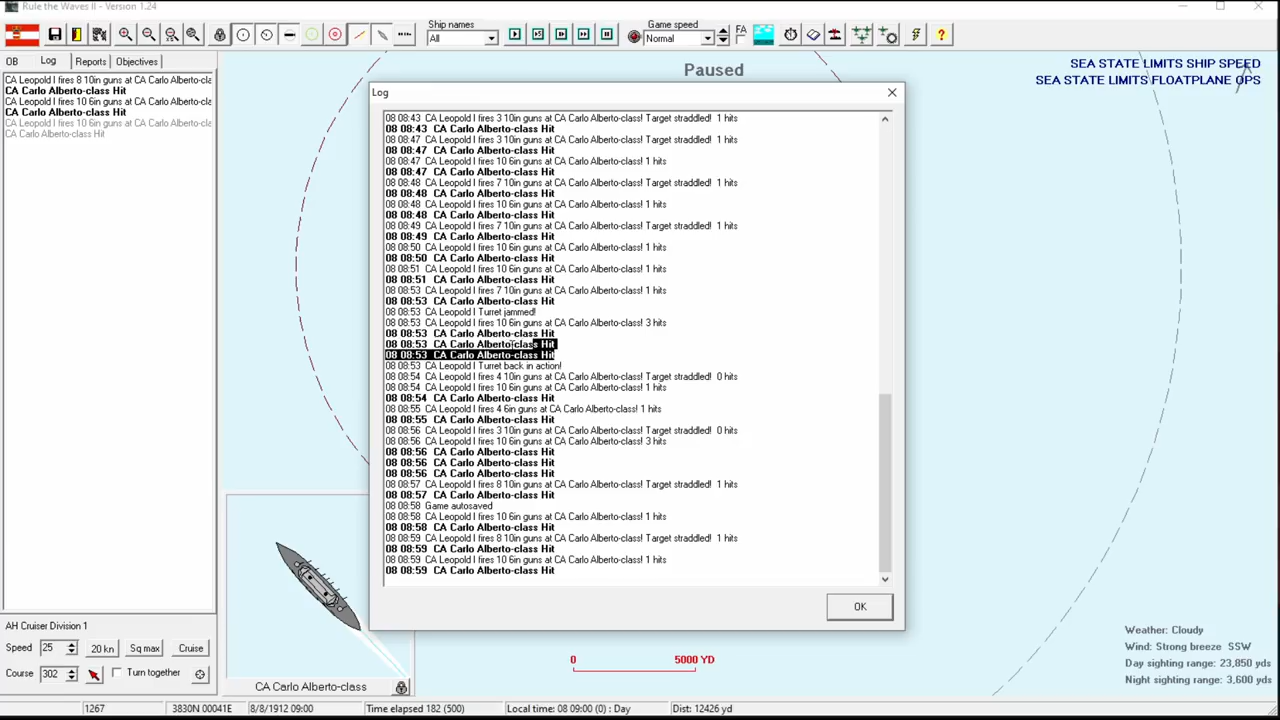 Rule the Waves II - Version 1.24
Ship names
All
Game speed
Normal
FA
OB
Log
Reports
Objectives
CA Leopold I fires 8 10in guns at CA Carlo Alberto-cla
CA Carlo Alberto-class Hit
CA Leopold I fires 10 6in guns at CA Carlo Alberto-cla
CA Carlo Alberto-class Hit
CA Leopold I fires 10 6in guns at CA Carlo Alberto-cla
CA Carlo Alberto-class Hit
Paused
SEA STATE LIMITS SHIP SPEED
SEA STATE LIMITS FLOATPLANE OPS
Log
08 08:43 CA Leopold I fires 3 10in guns at CA Carlo Alberto-class! Target straddled! 1 hits
08 08:43 CA Carlo Alberto-class Hit
08 08:47 CA Leopold I fires 3 10in guns at CA Carlo Alberto-class! Target straddled! 1 hits
08 08:47 CA Carlo Alberto-class Hit
08 08:47 CA Leopold I fires 10 6in guns at CA Carlo Alberto-class! 1 hits
08 08:47 CA Carlo Alberto-class Hit
08 08:48 CA Leopold I fires 7 10in guns at CA Carlo Alberto-class! Target straddled! 1 hits
08 08:48 CA Carlo Alberto-class Hit
08 08:48 CA Leopold I fires 10 6in guns at CA Carlo Alberto-class! 1 hits
08 08:48 CA Carlo Alberto-class Hit
08 08:49 CA Leopold I fires 7 10in guns at CA Carlo Alberto-class! Target straddled! 1 hits
08 08:49 CA Carlo Alberto-class Hit
08 08:50 CA Leopold I fires 10 6in guns at CA Carlo Alberto-class! 1 hits
08 08:50 CA Carlo Alberto-class Hit
08 08:51 CA Leopold I fires 10 6in guns at CA Carlo Alberto-class! 1 hits
08 08:51 CA Carlo Alberto-class Hit
08 08:53 CA Leopold I fires 7 10in guns at CA Carlo Alberto-class! 1 hits
08 08:53 CA Carlo Alberto-class Hit
08 08:53 CA Leopold I Turret jammed!
08 08:53 CA Leopold I fires 10 6in guns at CA Carlo Alberto-class! 3 hits
08 08:53 CA Carlo Alberto-class Hit
08 08:53 CA Carlo Alberto-class Hit
08 08:53 CA Carlo Alberto-class Hit
08 08:53 CA Leopold I Turret back in action!
08 08:54 CA Leopold I fires 4 10in guns at CA Carlo Alberto-class! Target straddled! 0 hits
08 08:54 CA Leopold I fires 10 6in guns at CA Carlo Alberto-class! 1 hits
08 08:54 CA Carlo Alberto-class Hit
08 08:55 CA Leopold I fires 4 6in guns at CA Carlo Alberto-class! 1 hits
08 08:55 CA Carlo Alberto-class Hit
08 08:56 CA Leopold I fires 3 10in guns at CA Carlo Alberto-class! Target straddled! 0 hits
08 08:56 CA Leopold I fires 10 6in guns at CA Carlo Alberto-class! 3 hits
08 08:56 CA Carlo Alberto-class Hit
08 08:56 CA Carlo Alberto-class Hit
08 08:56 CA Carlo Alberto-class Hit
08 08:57 CA Leopold I fires 8 10in guns at CA Carlo Alberto-class! Target straddled! 1 hits
08 08:57 CA Carlo Alberto-class Hit
08 08:58 Game autosaved
08 08:58 CA Leopold I fires 10 6in guns at CA Carlo Alberto-class! 1 hits
08 08:58 CA Carlo Alberto-class Hit
08 08:59 CA Leopold I fires 8 10in guns at CA Carlo Alberto-class! Target straddled! 1 hits
08 08:59 CA Carlo Alberto-class Hit
08 08:59 CA Leopold I fires 10 6in guns at CA Carlo Alberto-class! 1 hits
08 08:59 CA Carlo Alberto-class Hit
OK
AH Cruiser Division 1
Speed 25 20 kn Sq max Cruise
Course 302 Turn together
CA Carlo Alberto-class
0 5000 YD
Weather: Cloudy
Wind: Strong breeze SSW
Day sighting range: 23,850 yds
Night sighting range: 3,600 yds
1267 3830N 00041E 8/8/1912 09:00 Time elapsed 182 (500) Local time: 08 09:00 (0) : Day Dist: 12426 yd